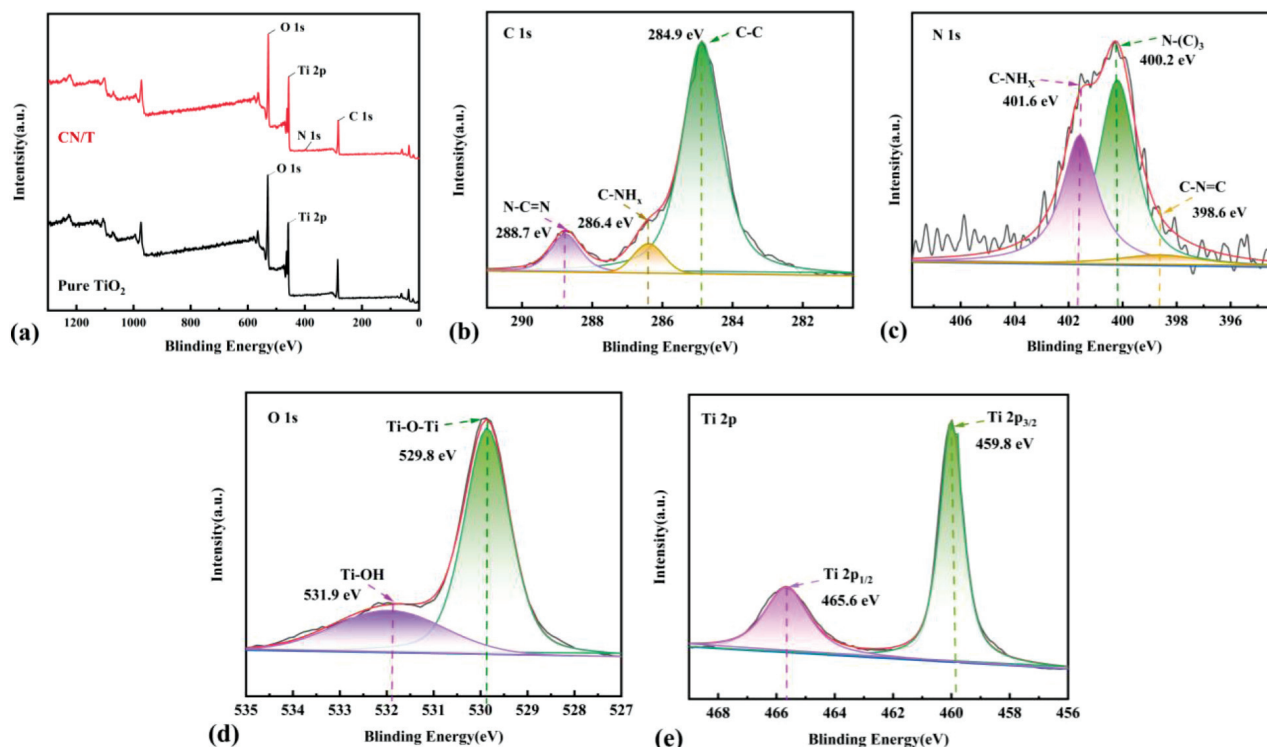 O 1s
Ti 2p
C 1s
N 1s
CN/T
O 1s
Ti 2p
Pure TiO2
Intentsity(a.u.)
1200 1000 800 600 400 200 0
Blinding Energy(eV)
(a)
C 1s
284.9 eV
C-C
C-NHx
286.4 eV
N-C=N
288.7 eV
Intensity(a.u.)
290 288 286 284 282
Blinding Energy(eV)
(b)
N 1s
N-(C)3
400.2 eV
C-NHX
401.6 eV
C-N=C
398.6 eV
Intensity(a.u.)
406 404 402 400 398 396
Blinding Energy(eV)
(c)
O 1s
Ti-O-Ti
529.8 eV
Ti-OH
531.9 eV
Intensity(a.u.)
535 534 533 532 531 530 529 528 527
Blinding Energy(eV)
(d)
Ti 2p
Ti 2p3/2
459.8 eV
Ti 2p1/2
465.6 eV
Intensity(a.u.)
468 466 464 462 460 458 456
Blinding Energy(eV)
(e)